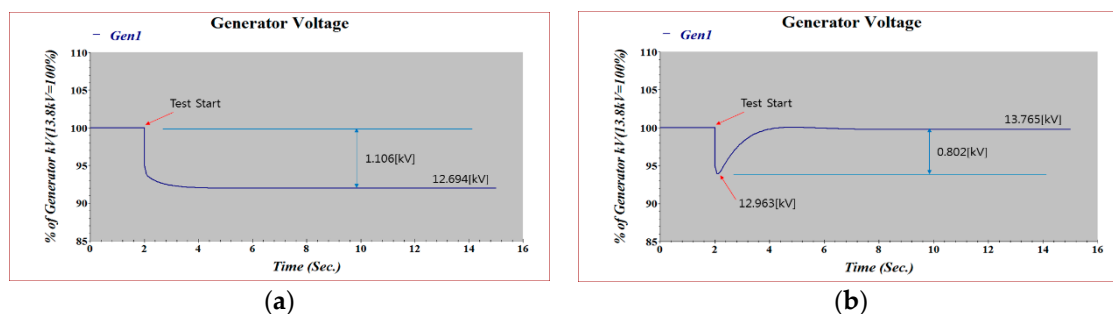 Generator Voltage
Gen1
% of Generator kV(13.8kV=100%)
110
105
100
95
90
85
Test Start
1.106[kV]
12.694[kV]
0 2 4 6 8 10 12 14 16
Time (Sec.)
(a)
Generator Voltage
Gen1
% of Generator kV(13.8kV=100%)
110
105
100
95
90
85
Test Start
13.765[kV]
0.802[kV]
12.963[kV]
0 2 4 6 8 10 12 14 16
Time (Sec.)
(b)